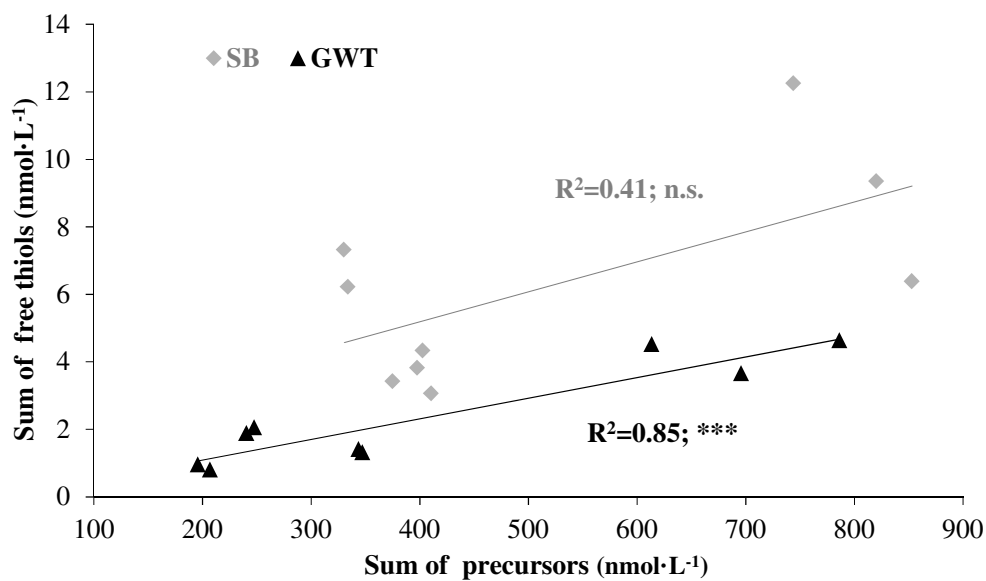 14
12
10
8
6
4
2
0
Sum of free thiols (nmol·L⁻¹)
SB GWT
R²=0.41; n.s.
R²=0.85; ***
100 200 300 400 500 600 700 800 900
Sum of precursors (nmol·L⁻¹)